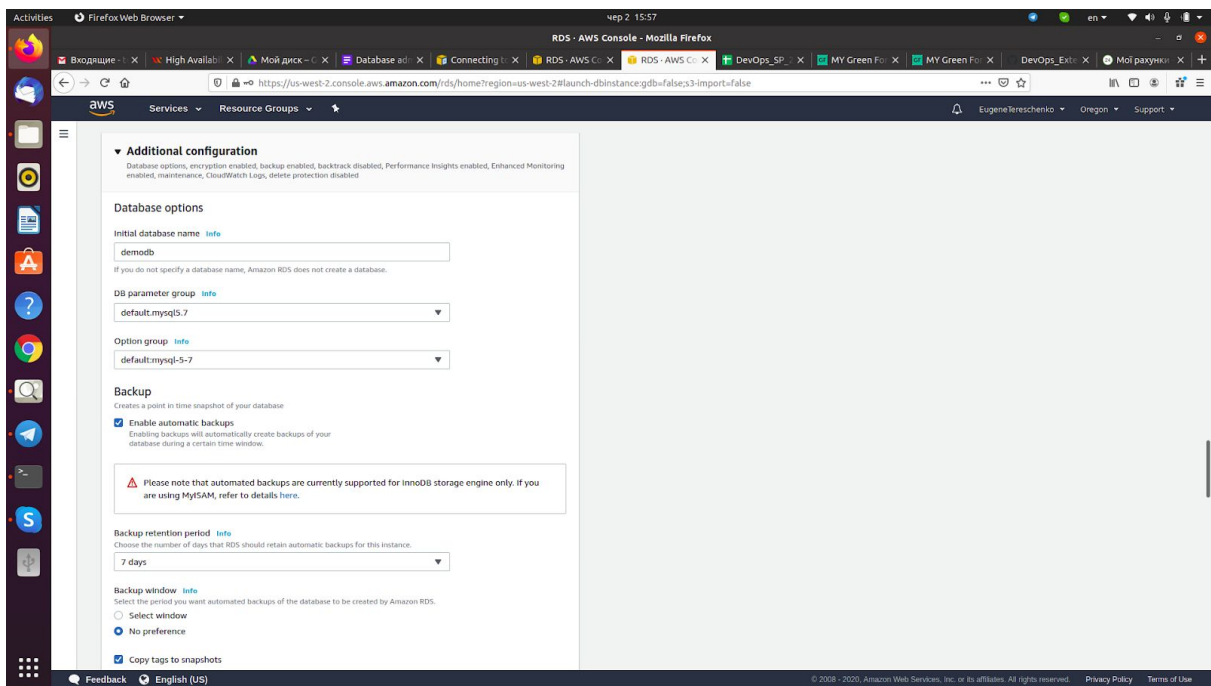 Activities
Firefox Web Browser
чер 2 15:57
en
RDS · AWS Console - Mozilla Firefox
Входящие -
High Availabil
Мой диск – G
Database adm
Connecting to
RDS · AWS Co
RDS · AWS Co
DevOps_SP_
MY Green For
MY Green For
DevOps_Exte
Мої рахунки
https://us-west-2.console.aws.amazon.com/rds/home?region=us-west-2#launch-dbinstance:gdb=false;s3-import=false
aws
Services
Resource Groups
EugeneTereschenko
Oregon
Support
Additional configuration
Database options, encryption enabled, backup enabled, backtrack disabled, Performance Insights enabled, Enhanced Monitoring
enabled, maintenance, CloudWatch Logs, delete protection disabled
Database options
Initial database name Info
demodb
If you do not specify a database name, Amazon RDS does not create a database.
DB parameter group Info
default.mysql5.7
Option group Info
default:mysql-5-7
Backup
Creates a point in time snapshot of your database
Enable automatic backups
Enabling backups will automatically create backups of your
database during a certain time window.
Please note that automated backups are currently supported for InnoDB storage engine only. If you
are using MyISAM, refer to details here.
Backup retention period Info
Choose the number of days that RDS should retain automatic backups for this instance.
7 days
Backup window Info
Select the period you want automated backups of the database to be created by Amazon RDS.
Select window
No preference
Copy tags to snapshots
Feedback
English (US)
© 2008 - 2020, Amazon Web Services, Inc. or its affiliates. All rights reserved.
Privacy Policy
Terms of Use